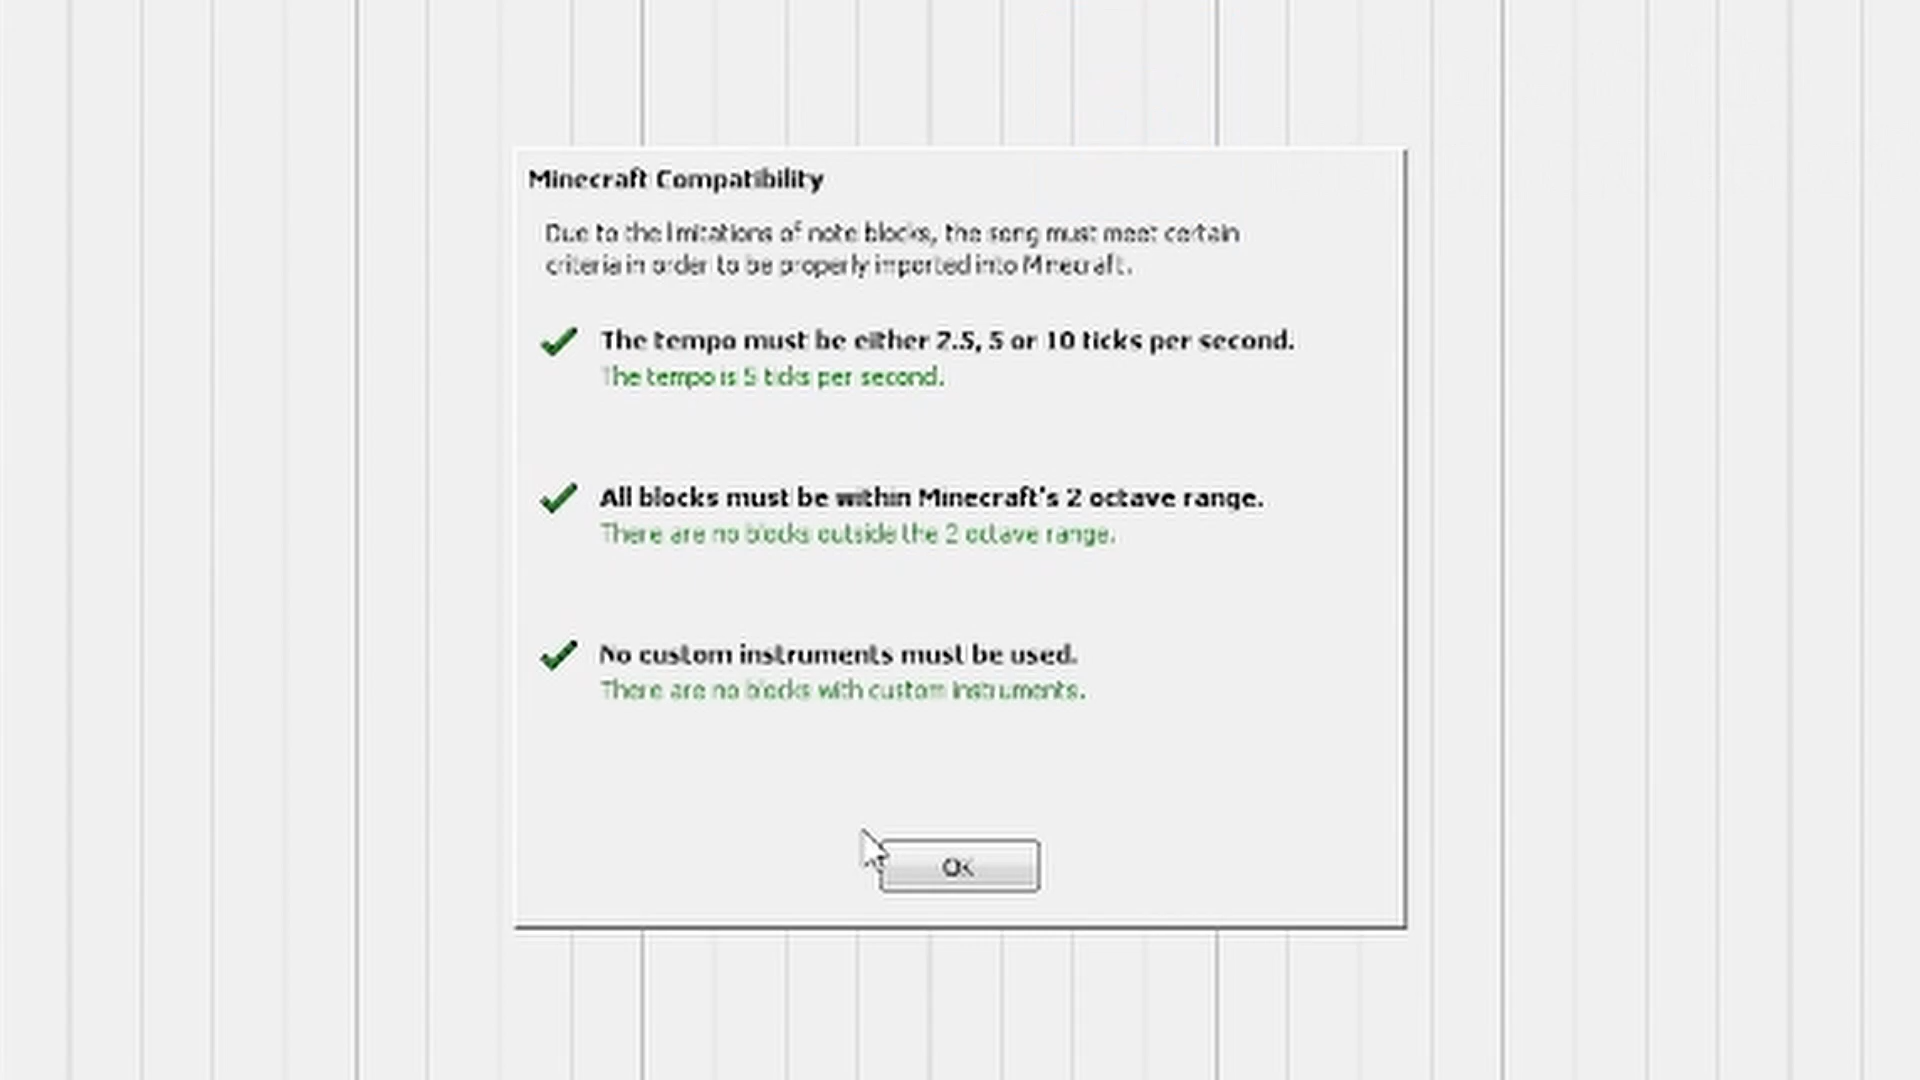 Minecraft Compatibility
Due to the limitations of note blocks, the song must meet certain
criteria in order to be properly imported into Minecraft.
The tempo must be either 2.5, 5 or 10 ticks per second.
The tempo is 5 ticks per second.
All blocks must be within Minecraft's 2 octave range.
There are no blocks outside the 2 octave range.
No custom instruments must be used.
There are no blocks with custom instruments.
OK